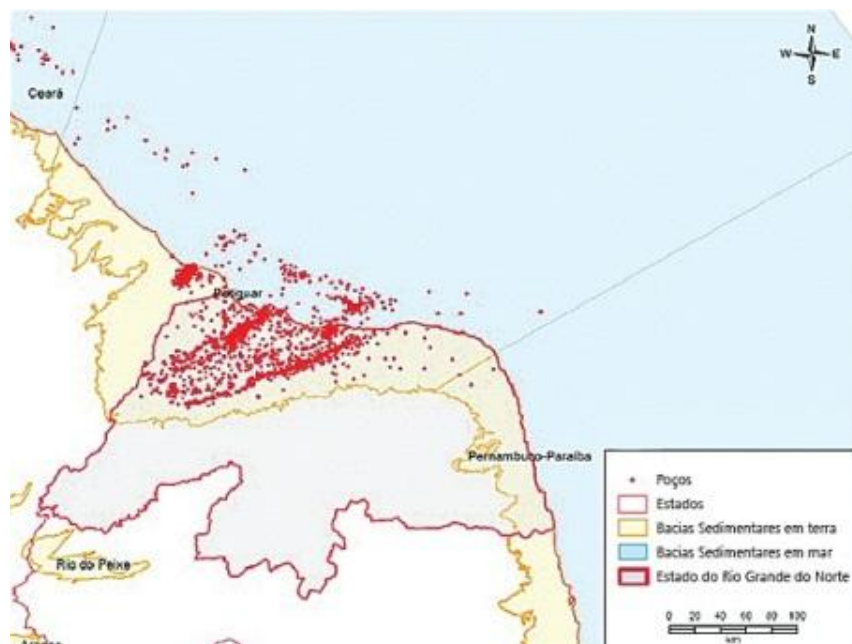 N
W E
S
Ceará
Potiguar
Pernambuco-Paraíba
Rio do Peixe
Poços
Estados
Bacias Sedimentares em terra
Bacias Sedimentares em mar
Estado do Rio Grande do Norte
0 20 40 60 80 100
km